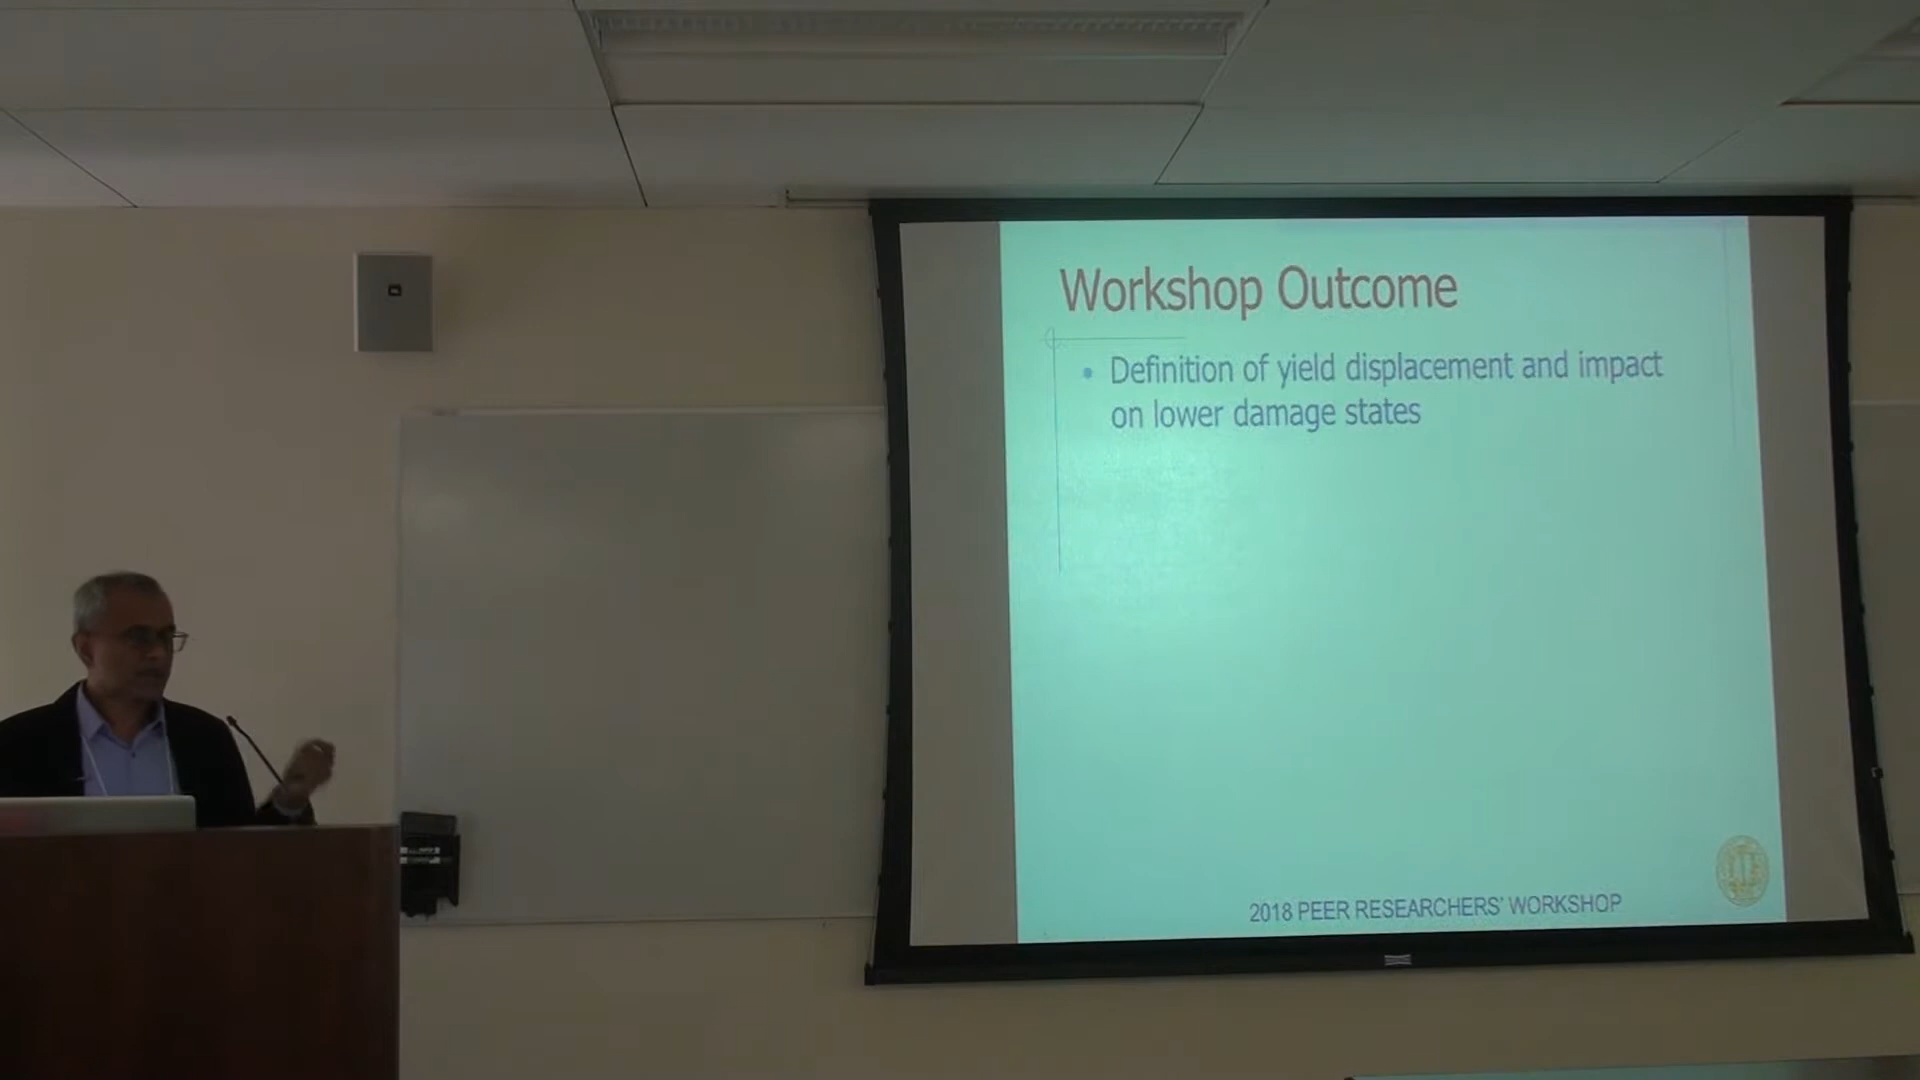 Workshop Outcome
• Definition of yield displacement and impact
on lower damage states
2018 PEER RESEARCHERS' WORKSHOP